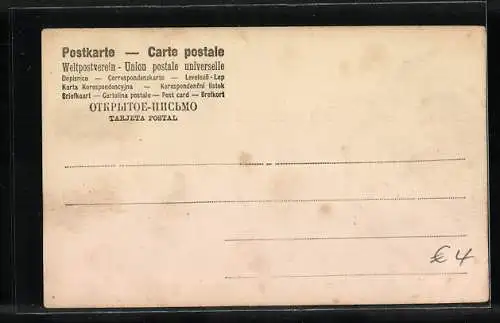 Postkarte — Carte postale
Weltpostverein - Union postale universelle
Dopisnice — Correspondenzkarte — Levelező-Lap
Karta Korespondencyjna — Korespondenční lístek
Briefkaart — Cartolina postale — Post card — Brefkort
ОТКРЫТОЕ-ПИСЬМО
TARJETA POSTAL
€4